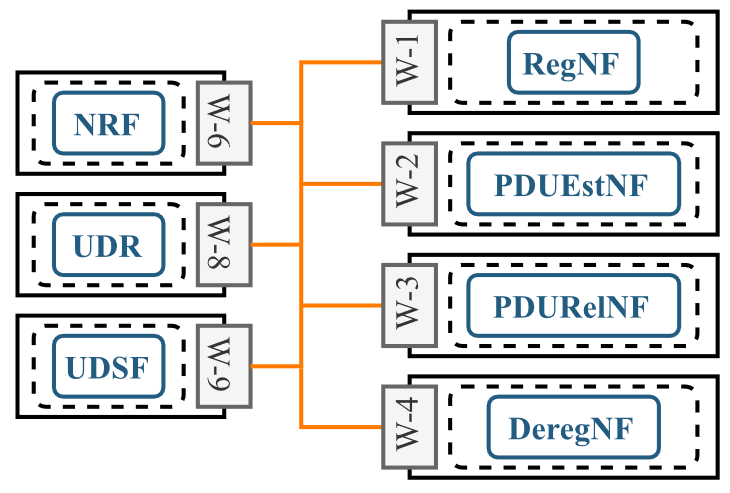 NRF
W-6
UDR
W-8
UDSF
W-9
W-1
RegNF
W-2
PDUEstNF
W-3
PDURelNF
W-4
DeregNF